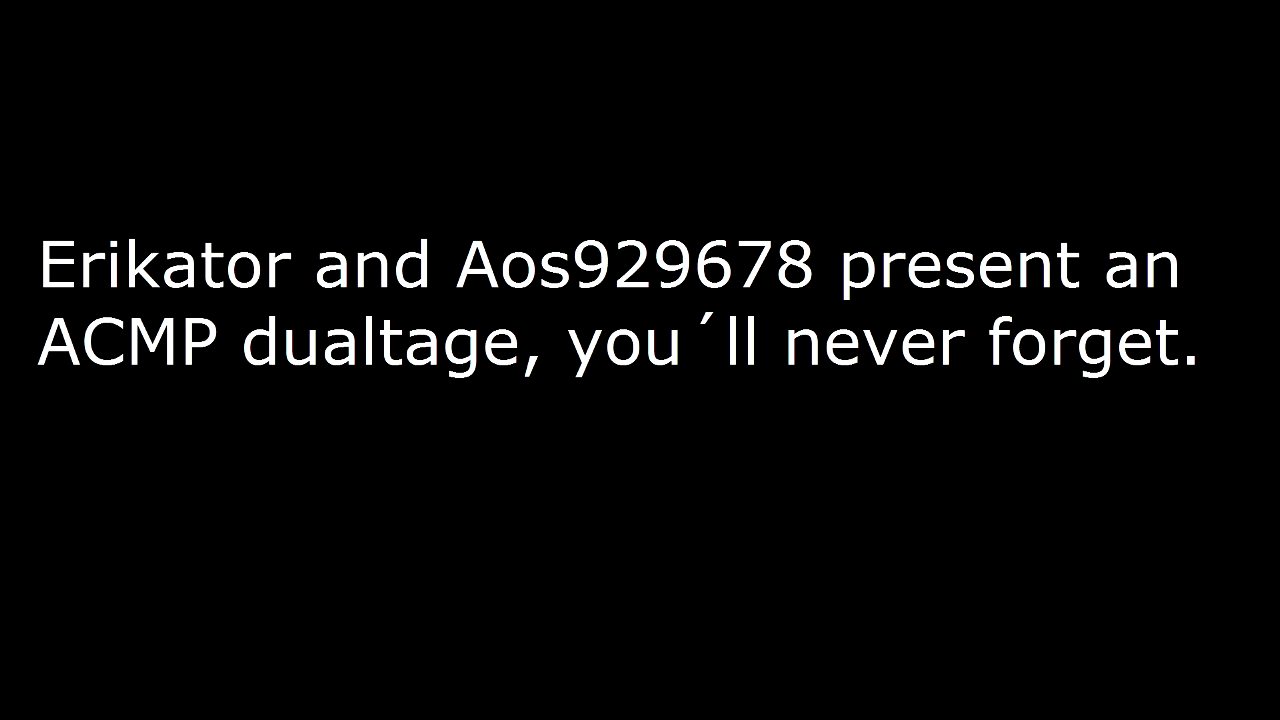 Erikator and Aos929678 present an
ACMP dualtage, you´ll never forget.